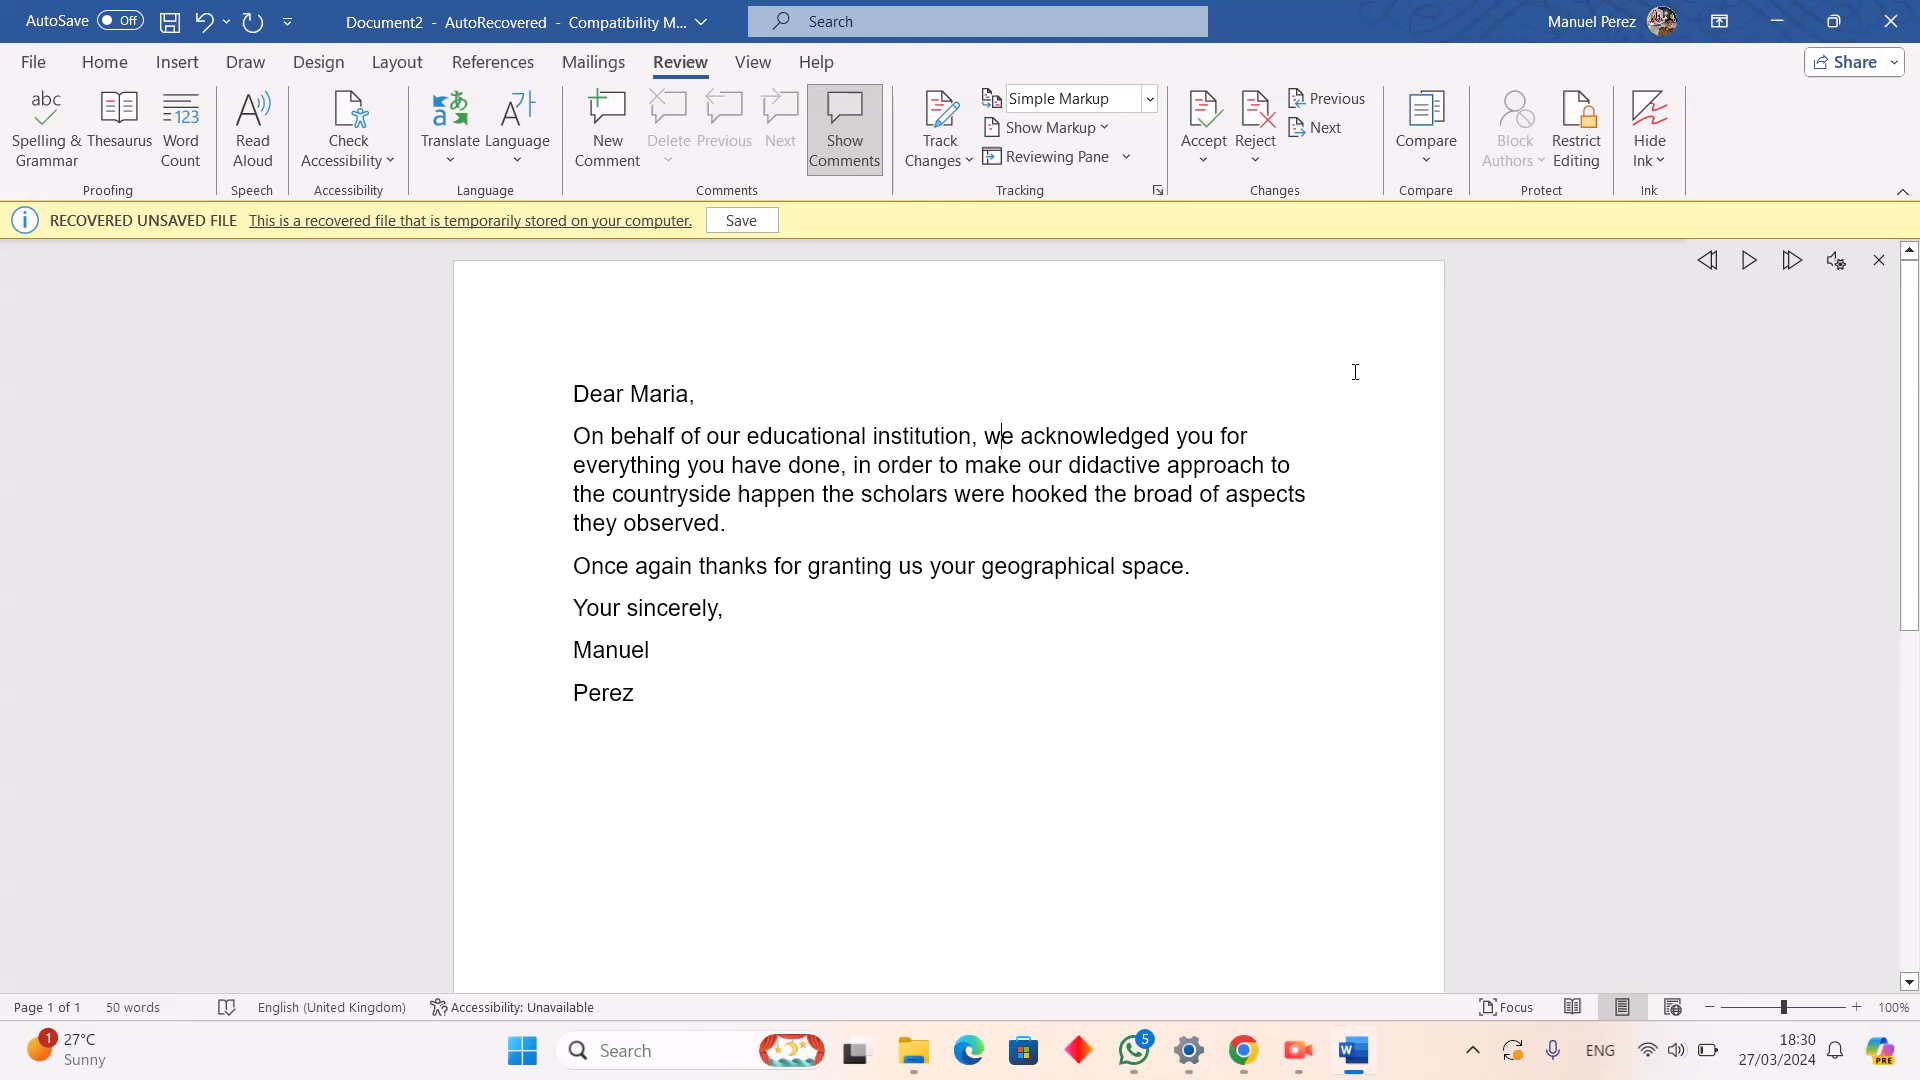 AutoSave Off Document2 - AutoRecovered - Compatibility M... Search Manuel Perez
File Home Insert Draw Design Layout References Mailings Review View Help Share
Spelling & Grammar
Thesaurus
Word Count
Read Aloud
Check Accessibility
Translate
Language
New Comment
Delete
Previous
Next
Show Comments
Track Changes
Simple Markup
Show Markup
Reviewing Pane
Accept
Reject
Previous
Next
Compare
Block Authors
Restrict Editing
Hide Ink
Proofing Speech Accessibility Language Comments Tracking Changes Compare Protect Ink
RECOVERED UNSAVED FILE This is a recovered file that is temporarily stored on your computer. Save
Dear Maria,
On behalf of our educational institution, we acknowledged you for
everything you have done, in order to make our didactive approach to
the countryside happen the scholars were hooked the broad of aspects
they observed.
Once again thanks for granting us your geographical space.
Your sincerely,
Manuel
Perez
Page 1 of 1 50 words English (United Kingdom) Accessibility: Unavailable Focus 100%
1 27°C
Sunny
Search
5
ENG
18:30
27/03/2024
PRE